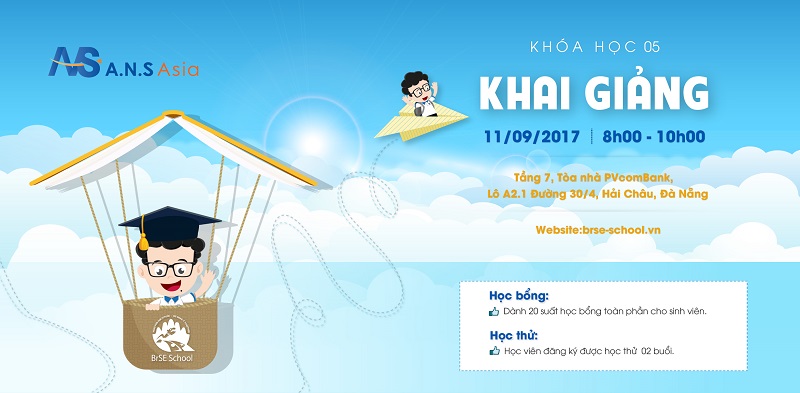 A.N.S Asia
KHÓA HỌC 05
KHAI GIẢNG
11/09/2017 | 8h00 - 10h00
Tầng 7, Tòa nhà PVcomBank,
Lô A2.1 Đường 30/4, Hải Châu, Đà Nẵng
Website:brse-school.vn
Học bổng:
Dành 20 suất học bổng toàn phần cho sinh viên.
Học thử:
Học viên đăng ký được học thử 02 buổi.
BrSE School